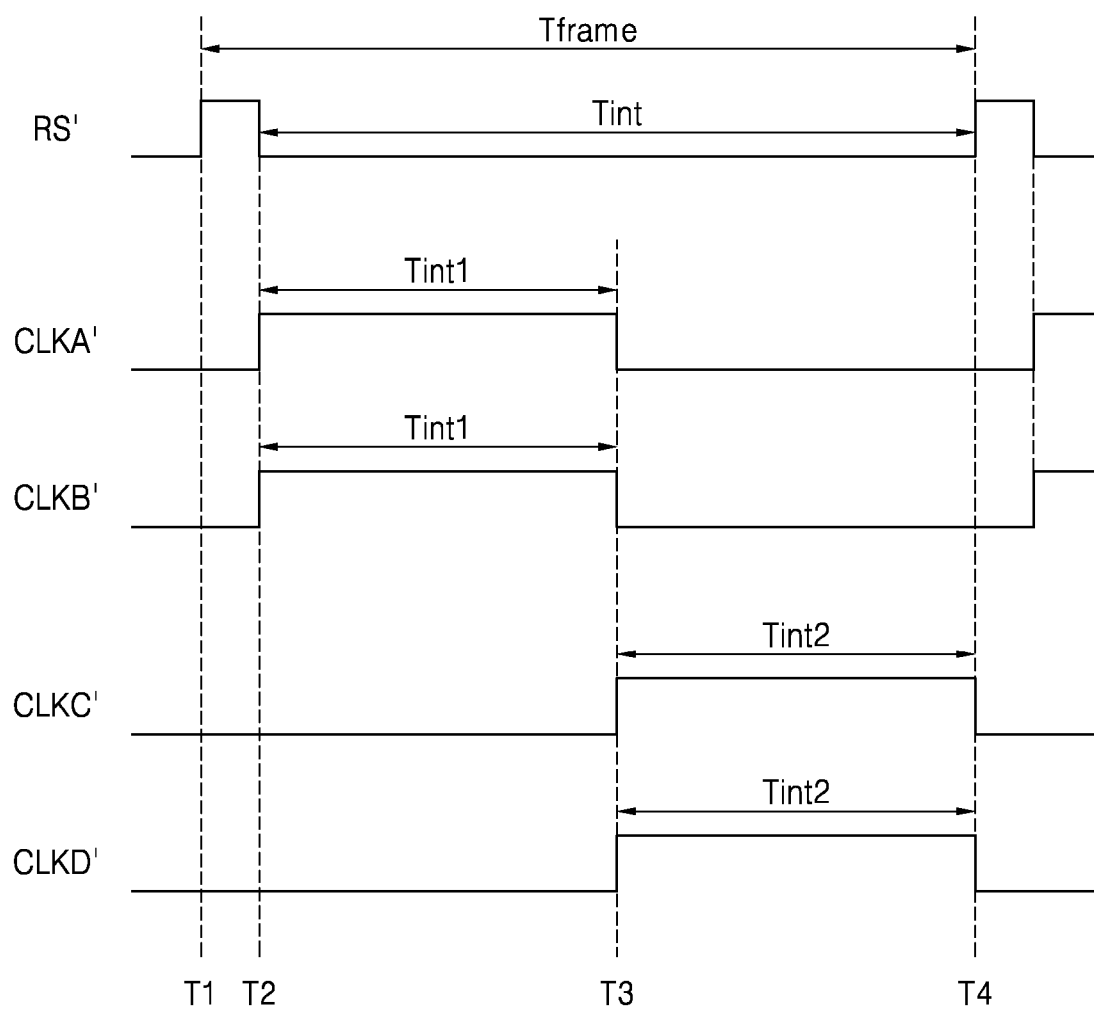 Tframe
RS'
Tint
Tint1
CLKA'
Tint1
CLKB'
Tint2
CLKC'
Tint2
CLKD'
T1 T2 T3 T4